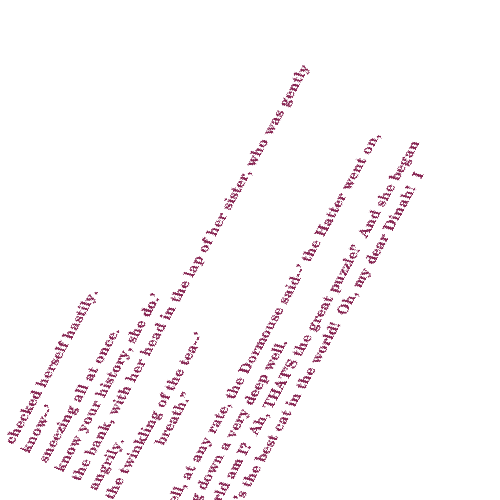 checked herself hastily,
know..'
sneezing all at once.
know your history, she do.'
the bank, with her head in the lap of her sister, who was gently
angrily.
the twinkling of the tea..'
breath,"
at any rate, the Dormouse said..' the Hatter went on,
down a very deep well.
am I? Ah, THAT'S the great puzzle!' And she began
the best cat in the world! Oh, my dear Dinah! I